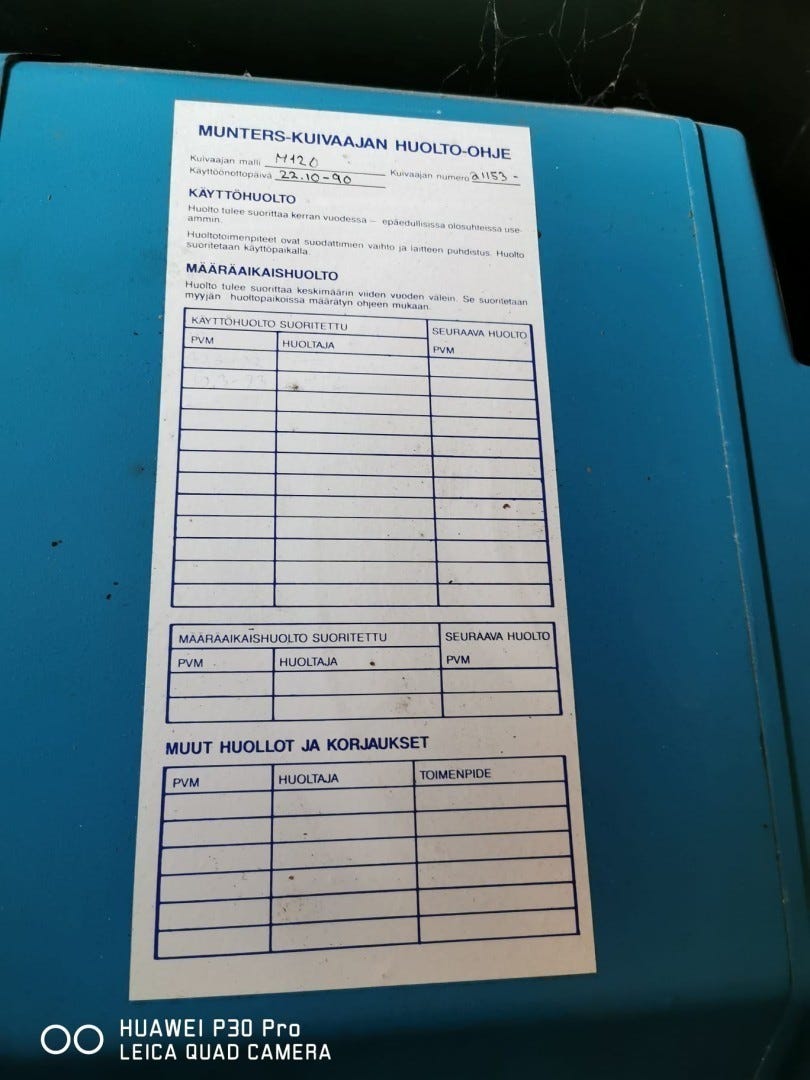 MUNTERS-KUIVAAJAN HUOLTO-OHJE
Kuivaajan malli M120 Kuivaajan numero a1153-
Käyttöönottopäivä 22.10-90
KÄYTTÖHUOLTO
Huolto tulee suorittaa kerran vuodessa – epäedullisissa olosuhteissa use-
ammin.
Huoltotoimenpiteet ovat suodattimien vaihto ja laitteen puhdistus. Huolto
suoritetaan käyttöpaikalla.
MÄÄRÄAIKAISHUOLTO
Huolto tulee suorittaa keskimäärin viiden vuoden välein. Se suoritetaan
myyjän huoltopaikoissa määrätyn ohjeen mukaan.
KÄYTTÖHUOLTO SUORITETTU SEURAAVA HUOLTO
PVM HUOLTAJA PVM
MÄÄRÄAIKAISHUOLTO SUORITETTU SEURAAVA HUOLTO
PVM HUOLTAJA PVM
MUUT HUOLLOT JA KORJAUKSET
PVM HUOLTAJA TOIMENPIDE
HUAWEI P30 Pro
LEICA QUAD CAMERA